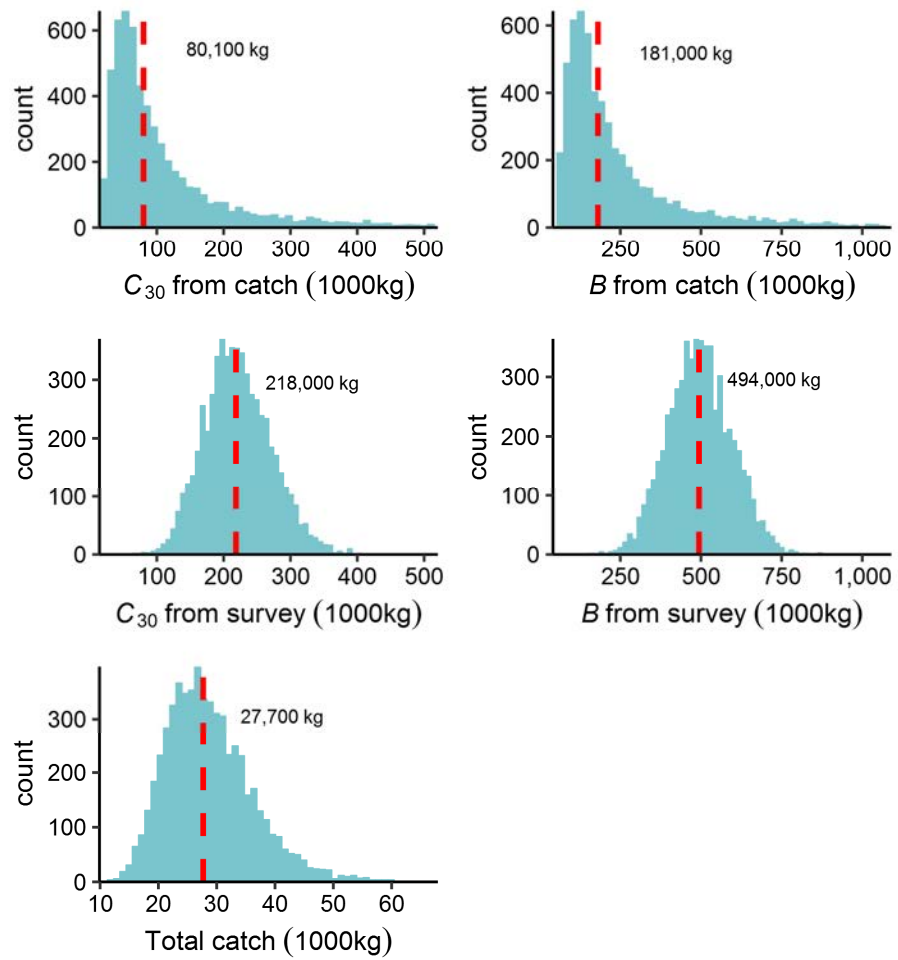 600
400
200
0
count
80,100 kg
100 200 300 400 500
C30 from catch (1000kg)
600
400
200
0
count
181,000 kg
250 500 750 1,000
B from catch (1000kg)
300
200
100
0
count
218,000 kg
100 200 300 400 500
C30 from survey (1000kg)
300
200
100
0
count
494,000 kg
250 500 750 1,000
B from survey (1000kg)
300
200
100
0
count
27,700 kg
10 20 30 40 50 60
Total catch (1000kg)